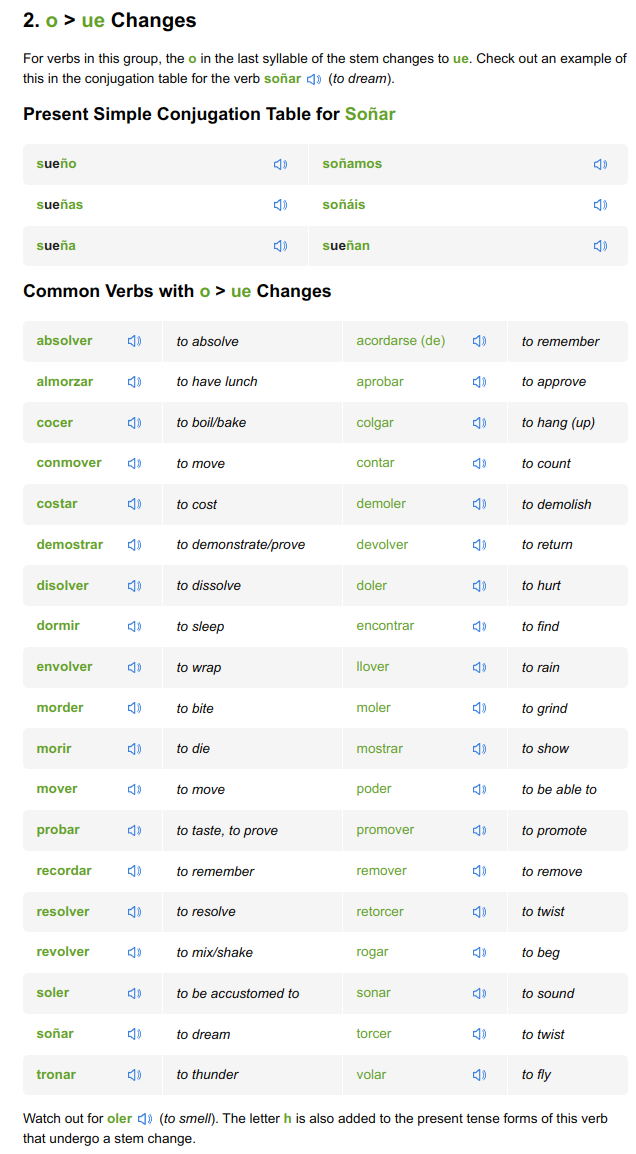 2. o > ue Changes
For verbs in this group, the o in the last syllable of the stem changes to ue. Check out an example of
this in the conjugation table for the verb soñar (to dream).
Present Simple Conjugation Table for Soñar
sueño soñamos
sueñas soñáis
sueña sueñan
Common Verbs with o > ue Changes
absolver to absolve acordarse (de) to remember
almorzar to have lunch aprobar to approve
cocer to boil/bake colgar to hang (up)
conmover to move contar to count
costar to cost demoler to demolish
demostrar to demonstrate/prove devolver to return
disolver to dissolve doler to hurt
dormir to sleep encontrar to find
envolver to wrap llover to rain
morder to bite moler to grind
morir to die mostrar to show
mover to move poder to be able to
probar to taste, to prove promover to promote
recordar to remember remover to remove
resolver to resolve retorcer to twist
revolver to mix/shake rogar to beg
soler to be accustomed to sonar to sound
soñar to dream torcer to twist
tronar to thunder volar to fly
Watch out for oler (to smell). The letter h is also added to the present tense forms of this verb
that undergo a stem change.